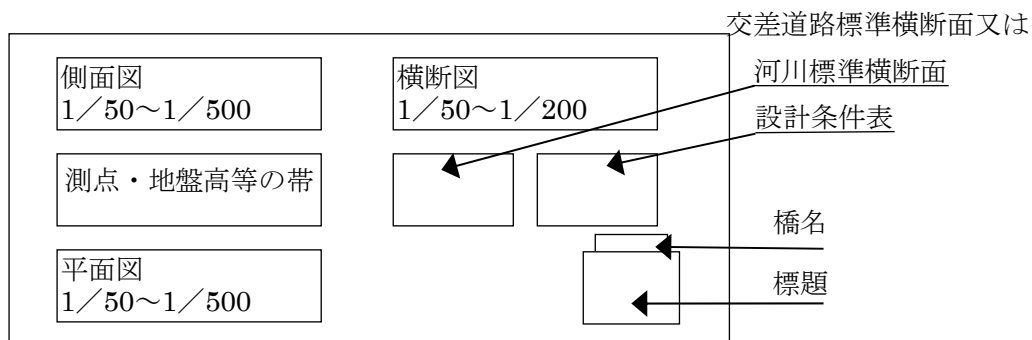 交差道路標準横断面又は
河川標準横断面
設計条件表
側面図
1／50～1／500
横断図
1／50～1／200
測点・地盤高等の帯
橋名
標題
平面図
1／50～1／500